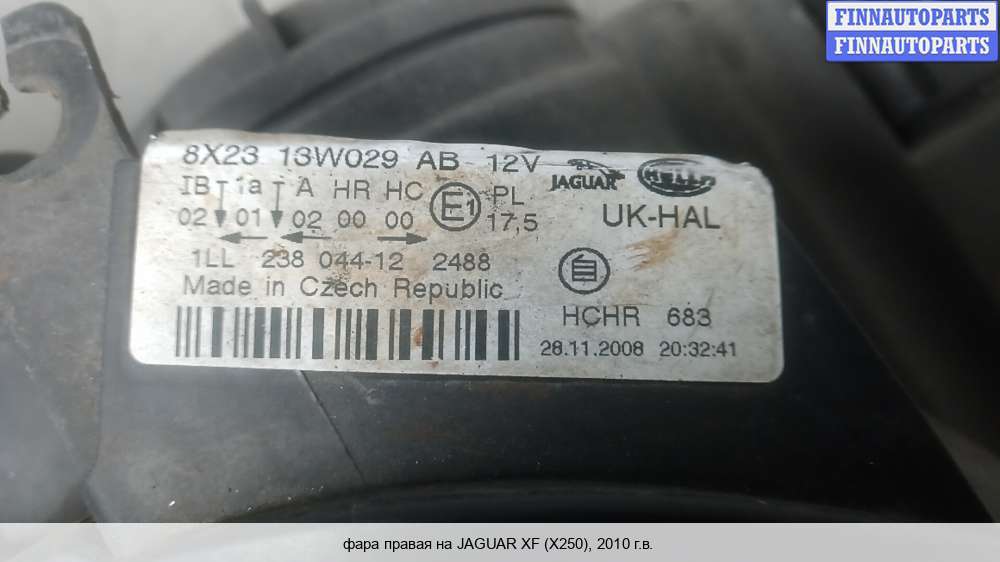 FINNAUTOPARTS
FINNAUTOPARTS
8X23 13W029 AB 12V
JAGUAR
HELLA
IB 1a A HR HC E1 PL
02 01 02 00 00 17,5
UK-HAL
1LL 238 044-12 2488
Made in Czech Republic
HCHR 683
28.11.2008 20:32:41
фара правая на JAGUAR XF (X250), 2010 г.в.